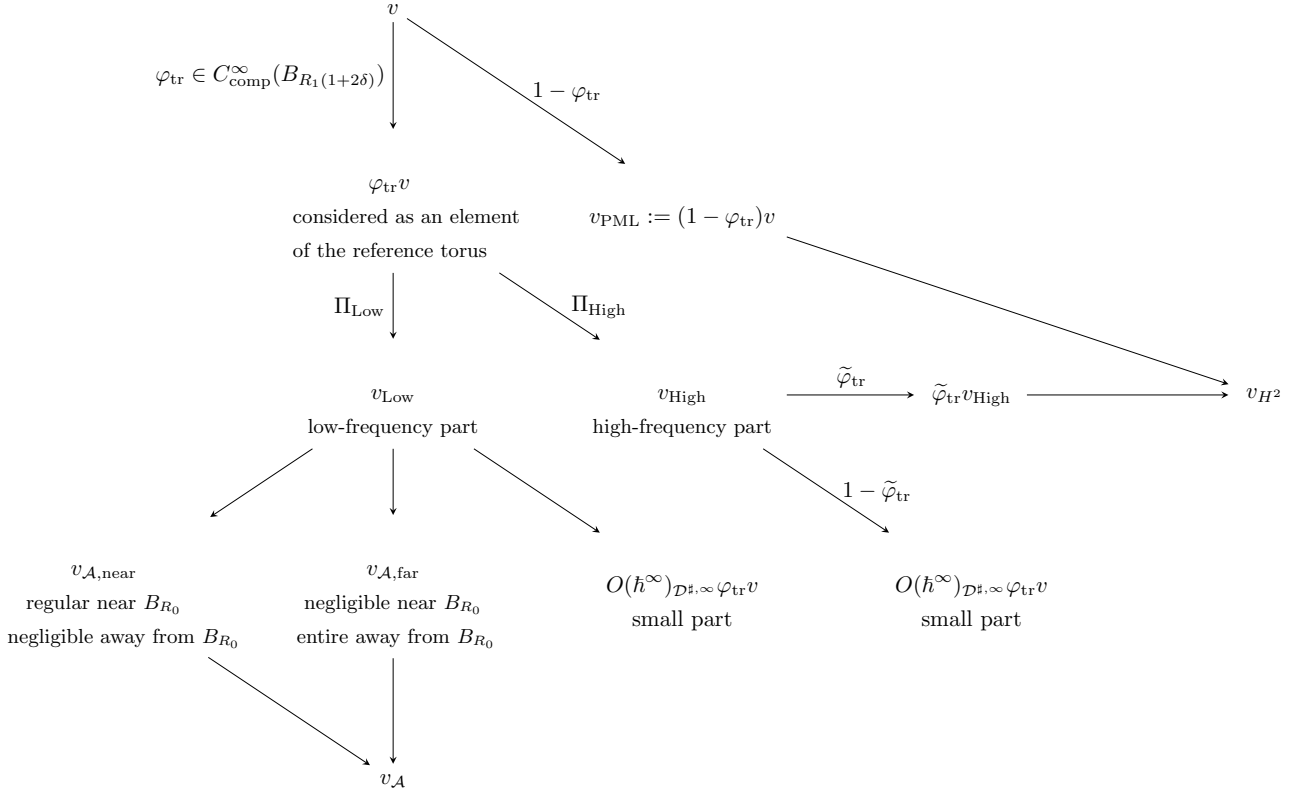 v
φ_tr ∈ C^∞_comp(B_{R_1(1+2δ)})
1 − φ_tr
φ_tr v
considered as an element
of the reference torus
v_PML := (1 − φ_tr)v
Π_Low
Π_High
v_Low
low-frequency part
v_High
high-frequency part
φ̃_tr
φ̃_tr v_High
v_{H^2}
1 − φ̃_tr
v_{𝒜,near}
regular near B_{R_0}
negligible away from B_{R_0}
v_{𝒜,far}
negligible near B_{R_0}
entire away from B_{R_0}
O(ℏ^∞)_{𝒟^{♯,∞}} φ_tr v
small part
O(ℏ^∞)_{𝒟^{♯,∞}} φ_tr v
small part
v_𝒜